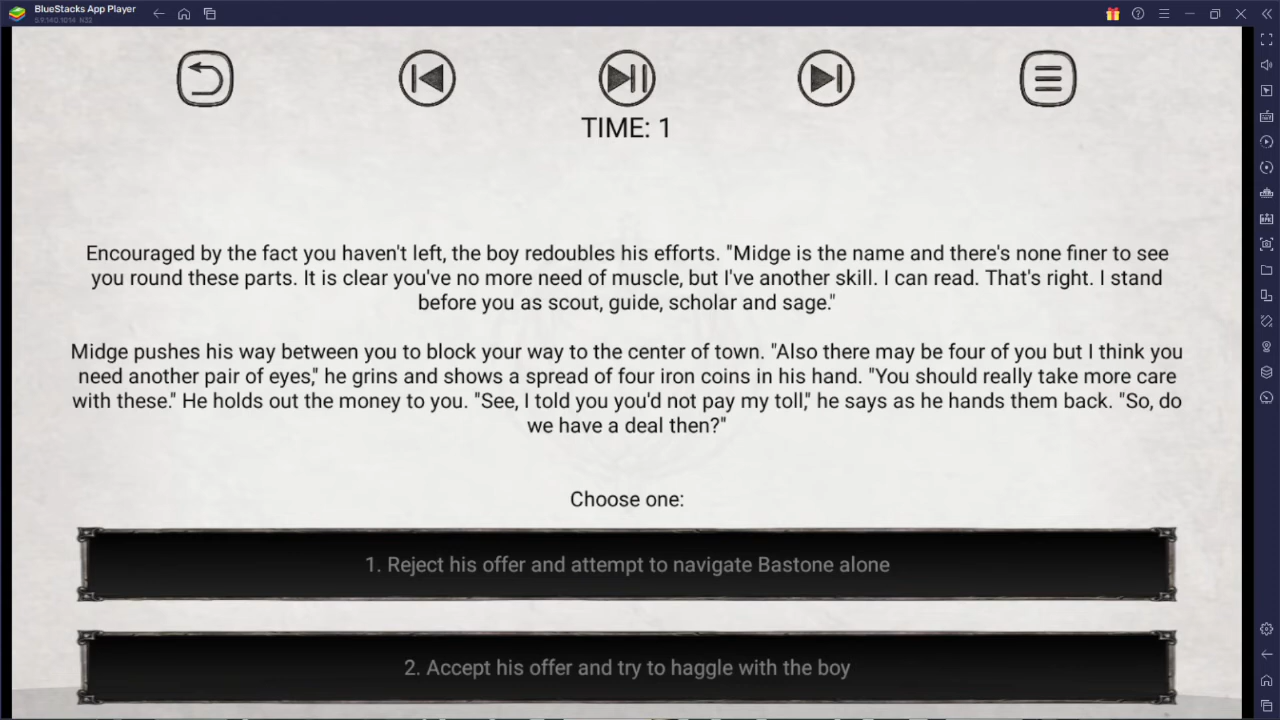 BlueStacks App Player
5.9.140.1014 N32
TIME: 1
Encouraged by the fact you haven't left, the boy redoubles his efforts. "Midge is the name and there's none finer to see
you round these parts. It is clear you've no more need of muscle, but I've another skill. I can read. That's right. I stand
before you as scout, guide, scholar and sage."
Midge pushes his way between you to block your way to the center of town. "Also there may be four of you but I think you
need another pair of eyes," he grins and shows a spread of four iron coins in his hand. "You should really take more care
with these." He holds out the money to you. "See, I told you you'd not pay my toll," he says as he hands them back. "So, do
we have a deal then?"
Choose one:
1. Reject his offer and attempt to navigate Bastone alone
2. Accept his offer and try to haggle with the boy